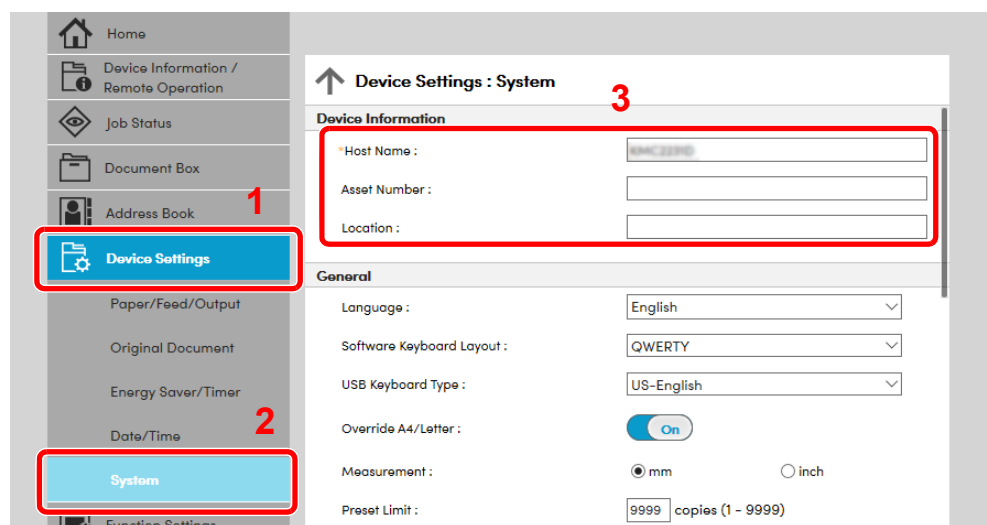 Home
Device Information /
Remote Operation
Job Status
Document Box
Address Book
1
Device Settings
Paper/Feed/Output
Original Document
Energy Saver/Timer
Date/Time
2
System
Function Settings
Device Settings : System
3
Device Information
*Host Name :
Asset Number :
Location :
General
Language : English
Software Keyboard Layout : QWERTY
USB Keyboard Type : US-English
Override A4/Letter : On
Measurement : mm inch
Preset Limit : 9999 copies (1 - 9999)